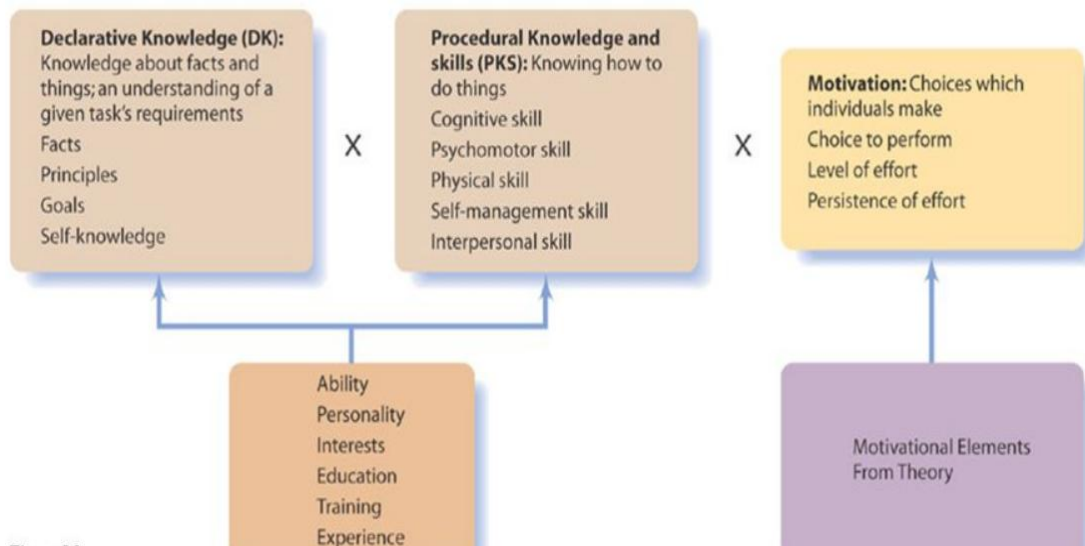 Declarative Knowledge (DK):
Knowledge about facts and
things; an understanding of a
given task's requirements
Facts
Principles
Goals
Self-knowledge
X
Procedural Knowledge and
skills (PKS): Knowing how to
do things
Cognitive skill
Psychomotor skill
Physical skill
Self-management skill
Interpersonal skill
X
Motivation: Choices which
individuals make
Choice to perform
Level of effort
Persistence of effort
Ability
Personality
Interests
Education
Training
Experience
Motivational Elements
From Theory